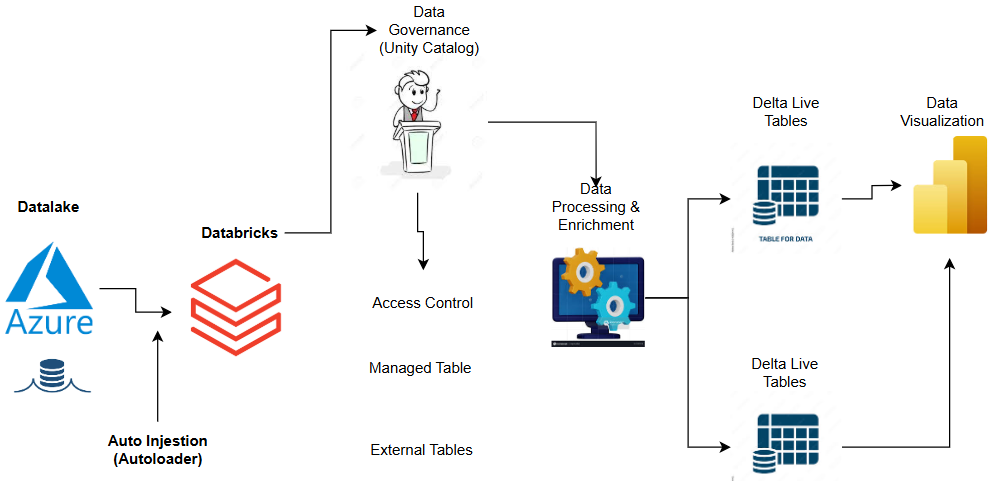 Data
Governance
(Unity Catalog)
Delta Live
Tables
Data
Visualization
Datalake
Databricks
Data
Processing &
Enrichment
TABLE FOR DATA
Azure
Access Control
Managed Table
Delta Live
Tables
Auto Injestion
(Autoloader)
External Tables